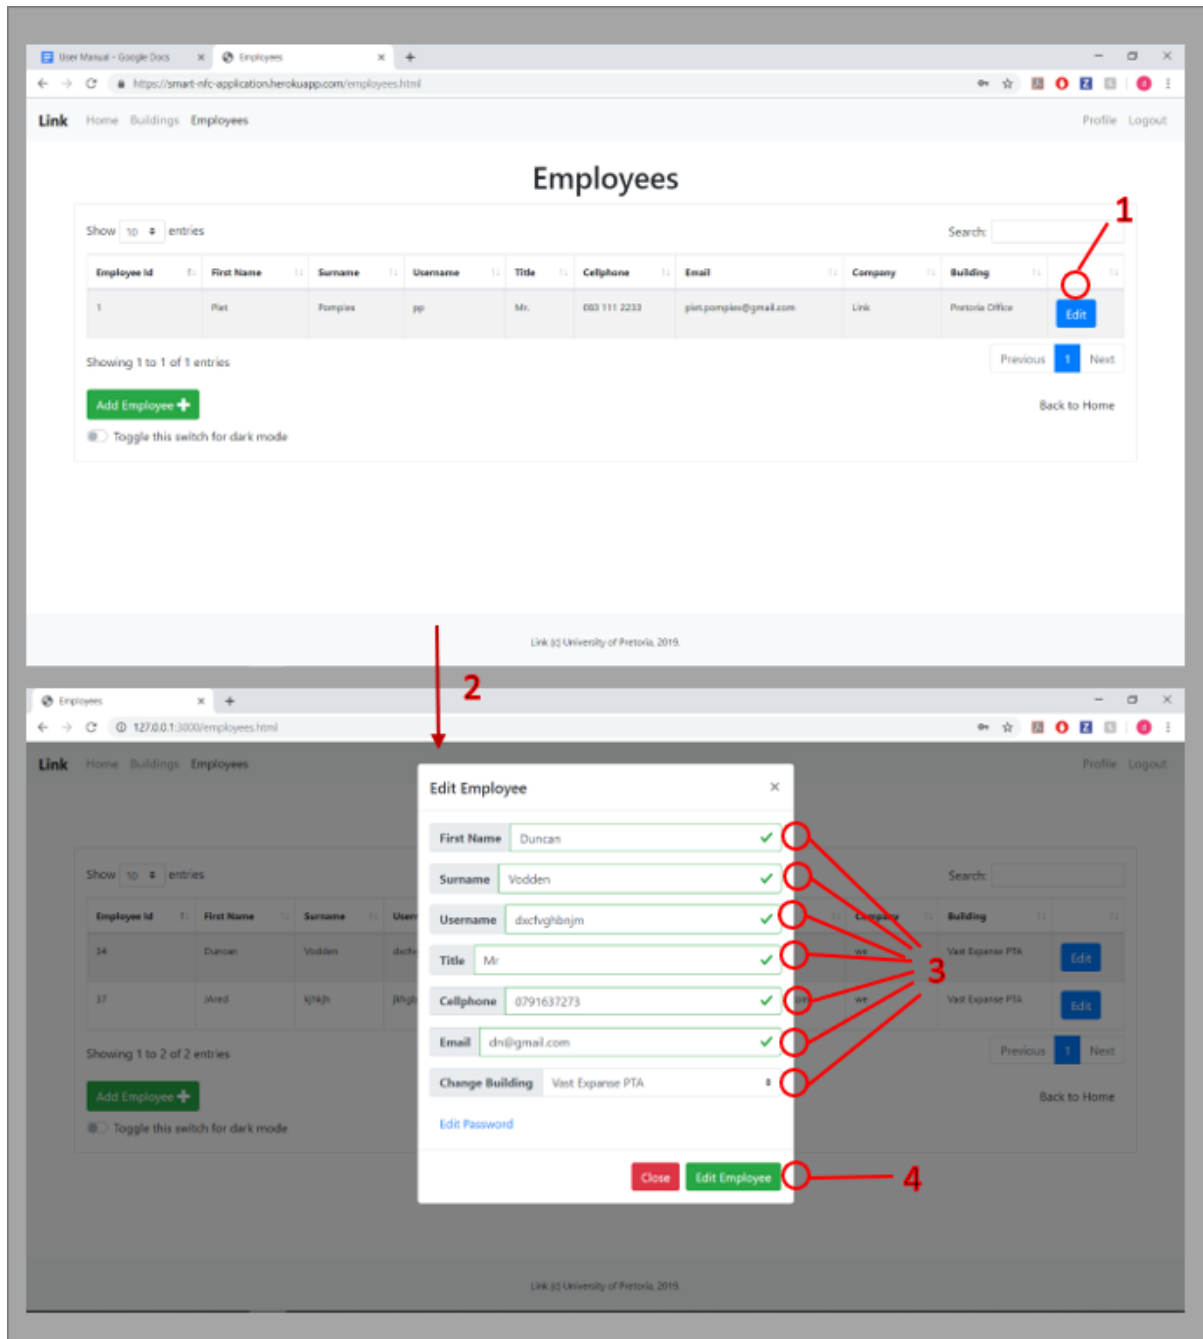 User Manual - Google Docs
Employees
https://smart-nfc-application.herokuapp.com/employees.html
Link Home Buildings Employees Profile Logout
Employees
1
Show 10 entries Search:
Employee Id First Name Surname Username Title Cellphone Email Company Building
1 Piet Pompies pp Mr. 083 111 2233 piet.pompies@gmail.com Link Pretoria Office Edit
Showing 1 to 1 of 1 entries Previous 1 Next
Add Employee Back to Home
Toggle this switch for dark mode
Link (c) University of Pretoria, 2019.
2
Employees
127.0.0.1:3000/employees.html
Link Home Buildings Employees Profile Logout
Edit Employee
First Name Duncan
Show 10 entries Search:
Surname Vodden
Employee Id First Name Surname Company Building
Username dxcfvghbnjm
34 Duncan Vodden we Vast Expanse PTA Edit
Title Mr
3
37 JAred kjhkjh we Vast Expanse PTA Edit
Cellphone 0791637273
Email dn@gmail.com
Showing 1 to 2 of 2 entries Previous 1 Next
Change Building Vast Expanse PTA
Add Employee Back to Home
Edit Password
Toggle this switch for dark mode
Close Edit Employee
4
Link (c) University of Pretoria, 2019.